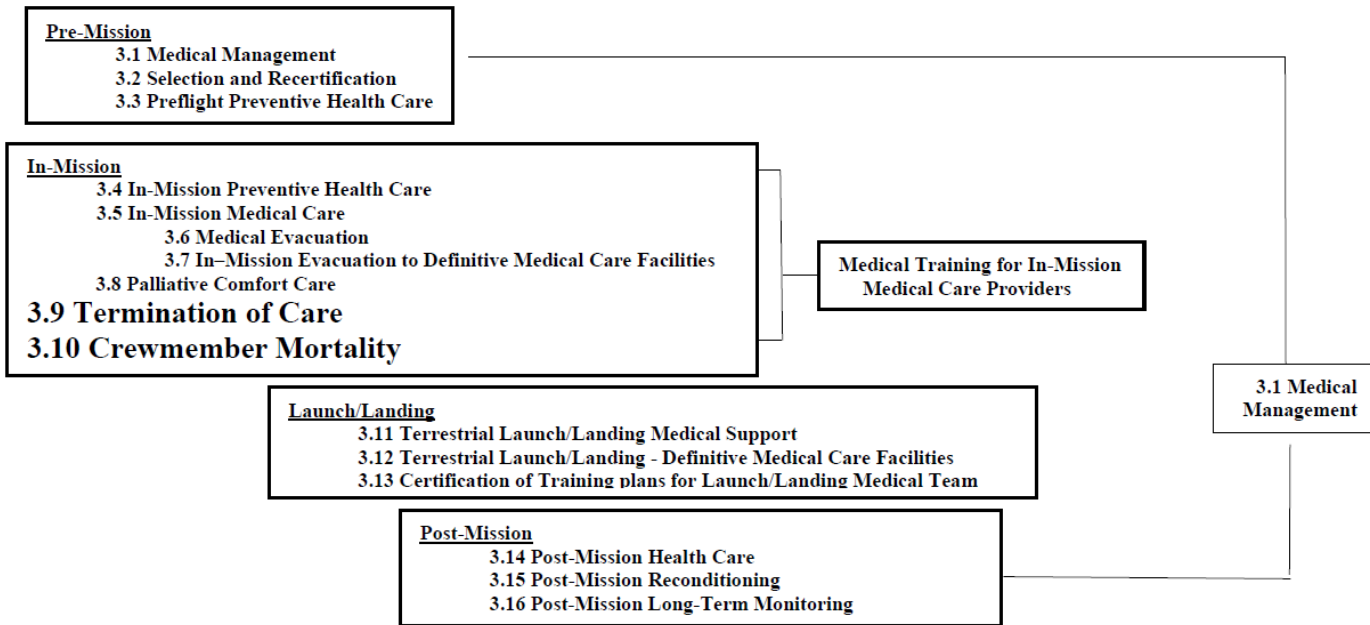 Pre-Mission
3.1 Medical Management
3.2 Selection and Recertification
3.3 Preflight Preventive Health Care
In-Mission
3.4 In-Mission Preventive Health Care
3.5 In-Mission Medical Care
3.6 Medical Evacuation
3.7 In–Mission Evacuation to Definitive Medical Care Facilities
3.8 Palliative Comfort Care
3.9 Termination of Care
3.10 Crewmember Mortality
Medical Training for In-Mission
Medical Care Providers
3.1 Medical
Management
Launch/Landing
3.11 Terrestrial Launch/Landing Medical Support
3.12 Terrestrial Launch/Landing - Definitive Medical Care Facilities
3.13 Certification of Training plans for Launch/Landing Medical Team
Post-Mission
3.14 Post-Mission Health Care
3.15 Post-Mission Reconditioning
3.16 Post-Mission Long-Term Monitoring